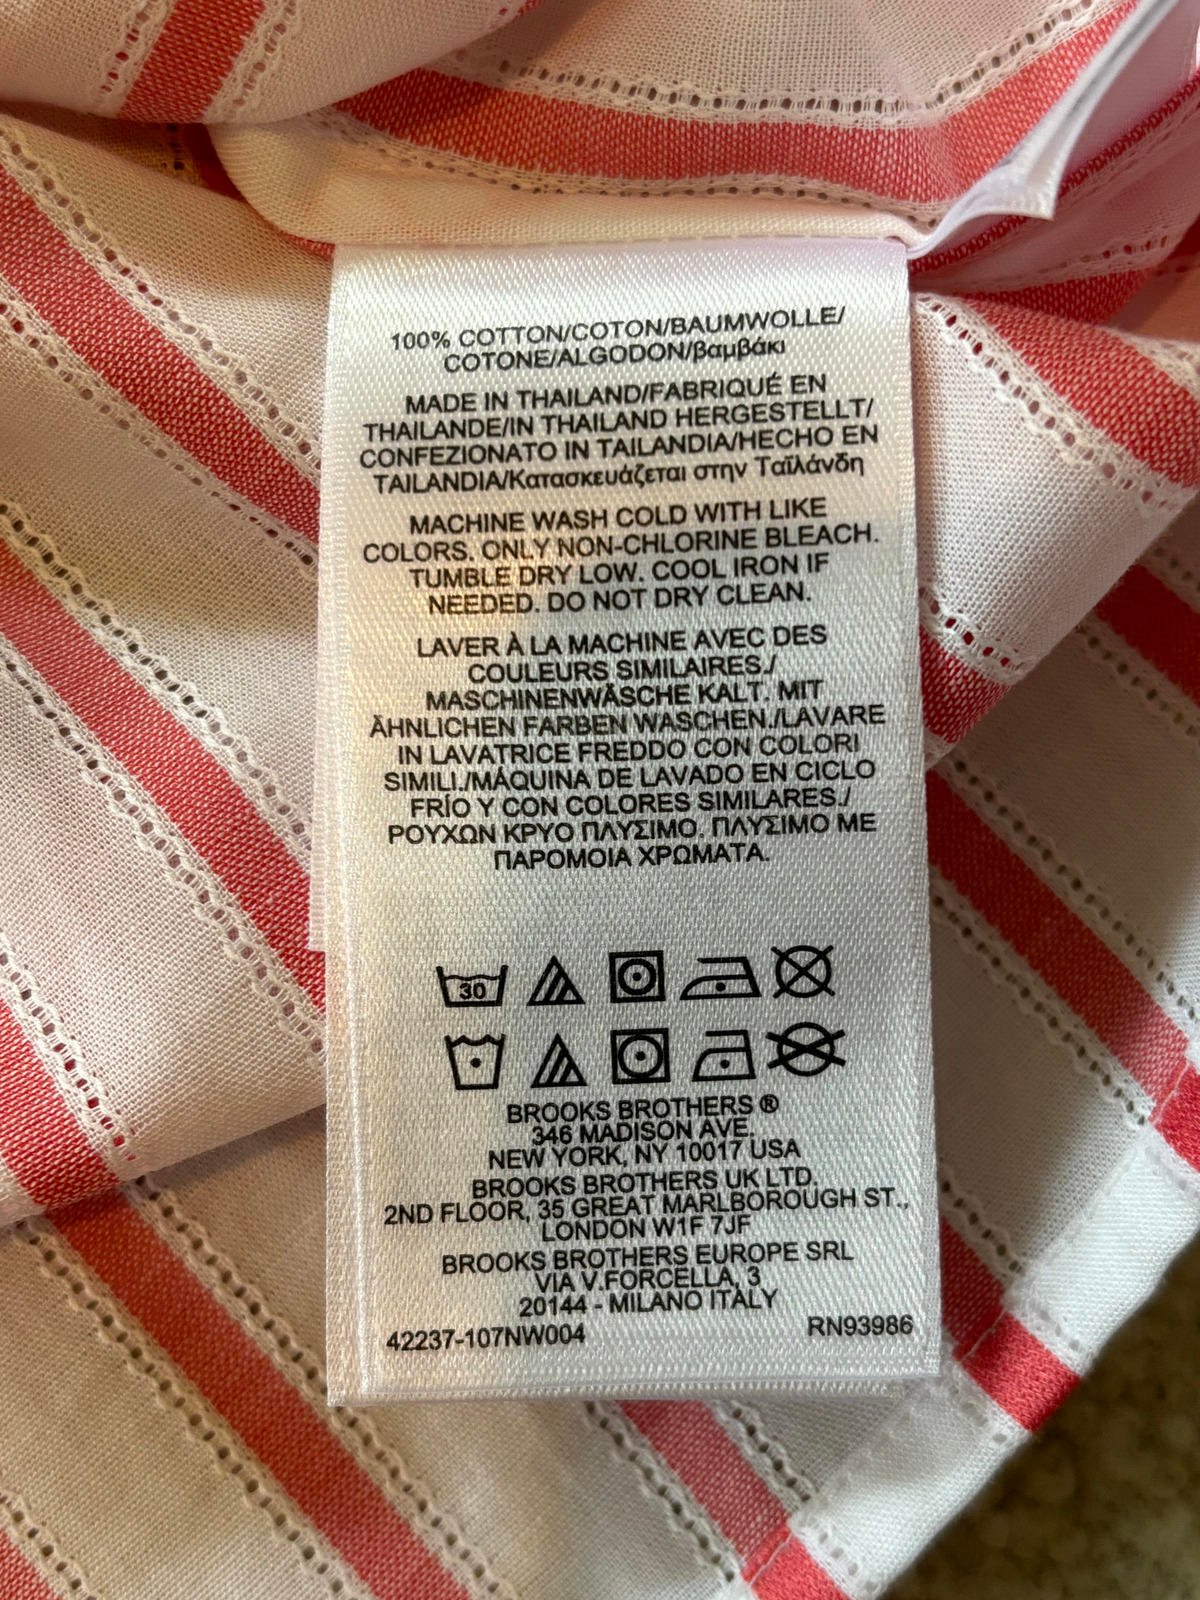 100% COTTON/COTON/BAUMWOLLE/
COTONE/ALGODON/βαμβάκι
MADE IN THAILAND/FABRIQUÉ EN
THAILANDE/IN THAILAND HERGESTELLT/
CONFEZIONATO IN TAILANDIA/HECHO EN
TAILANDIA/Κατασκευάζεται στην Ταϊλάνδη
MACHINE WASH COLD WITH LIKE
COLORS. ONLY NON-CHLORINE BLEACH.
TUMBLE DRY LOW. COOL IRON IF
NEEDED. DO NOT DRY CLEAN.
LAVER À LA MACHINE AVEC DES
COULEURS SIMILAIRES./
MASCHINENWÄSCHE KALT. MIT
ÄHNLICHEN FARBEN WASCHEN./LAVARE
IN LAVATRICE FREDDO CON COLORI
SIMILI./MÁQUINA DE LAVADO EN CICLO
FRÍO Y CON COLORES SIMILARES./
ΡΟΥΧΩΝ ΚΡΥΟ ΠΛΥΣΙΜΟ. ΠΛΥΣΙΜΟ ΜΕ
ΠΑΡΟΜΟΙΑ ΧΡΩΜΑΤΑ.
30
BROOKS BROTHERS ®
346 MADISON AVE.
NEW YORK, NY 10017 USA
BROOKS BROTHERS UK LTD.
2ND FLOOR, 35 GREAT MARLBOROUGH ST.,
LONDON W1F 7JF
BROOKS BROTHERS EUROPE SRL
VIA V.FORCELLA, 3
20144 - MILANO ITALY
42237-107NW004 RN93986